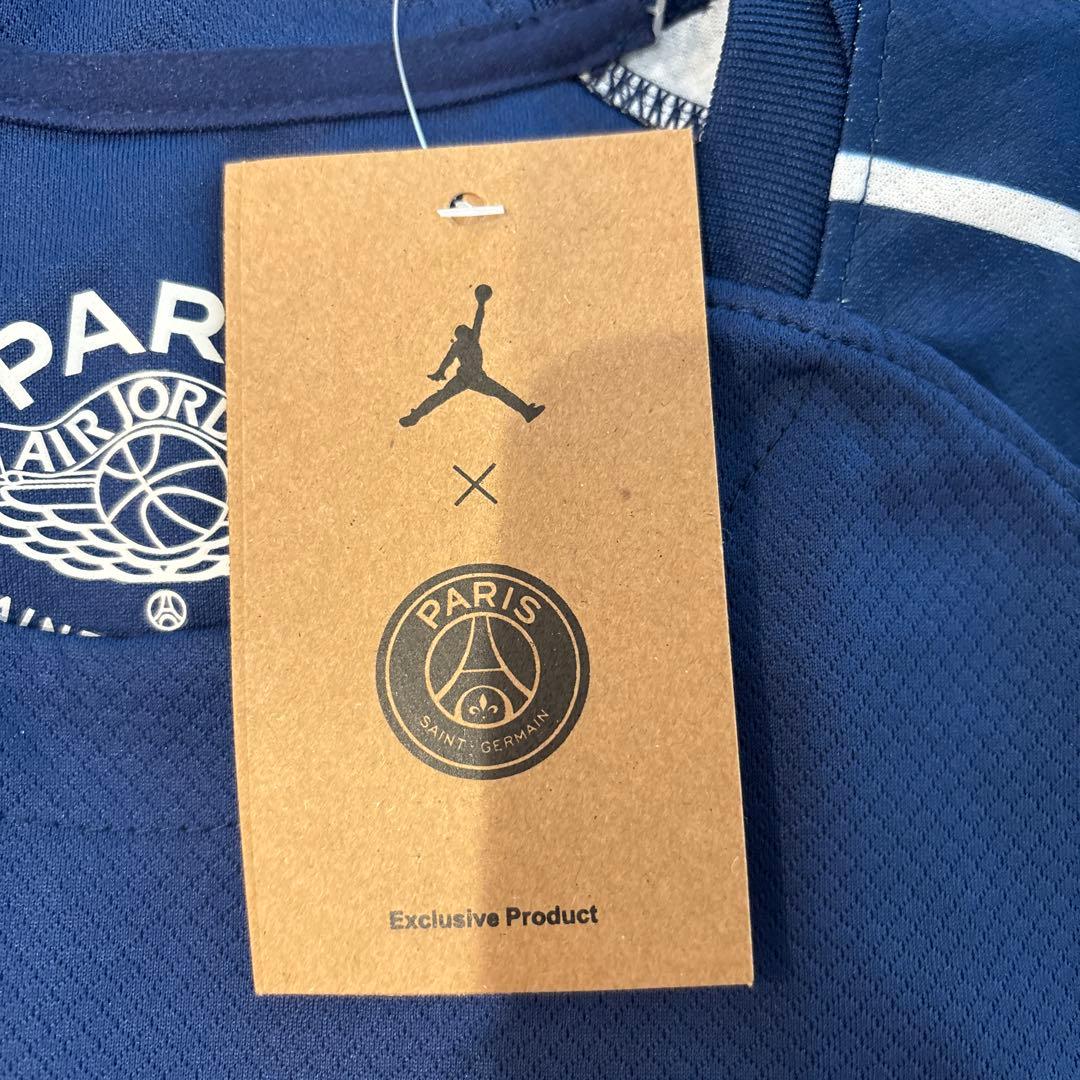 PAR
AIR JORD
×
PARIS
SAINT-GERMAIN
Exclusive Product